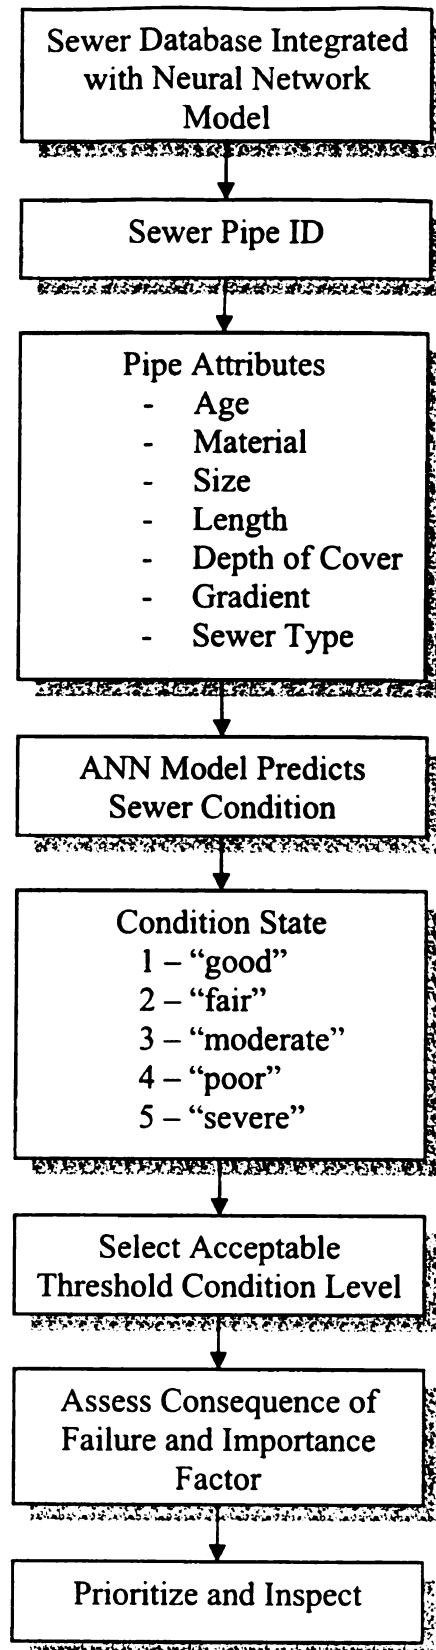 Sewer Database Integrated
with Neural Network
Model
Sewer Pipe ID
Pipe Attributes
- Age
- Material
- Size
- Length
- Depth of Cover
- Gradient
- Sewer Type
ANN Model Predicts
Sewer Condition
Condition State
1 – “good”
2 – “fair”
3 – “moderate”
4 – “poor”
5 – “severe”
Select Acceptable
Threshold Condition Level
Assess Consequence of
Failure and Importance
Factor
Prioritize and Inspect